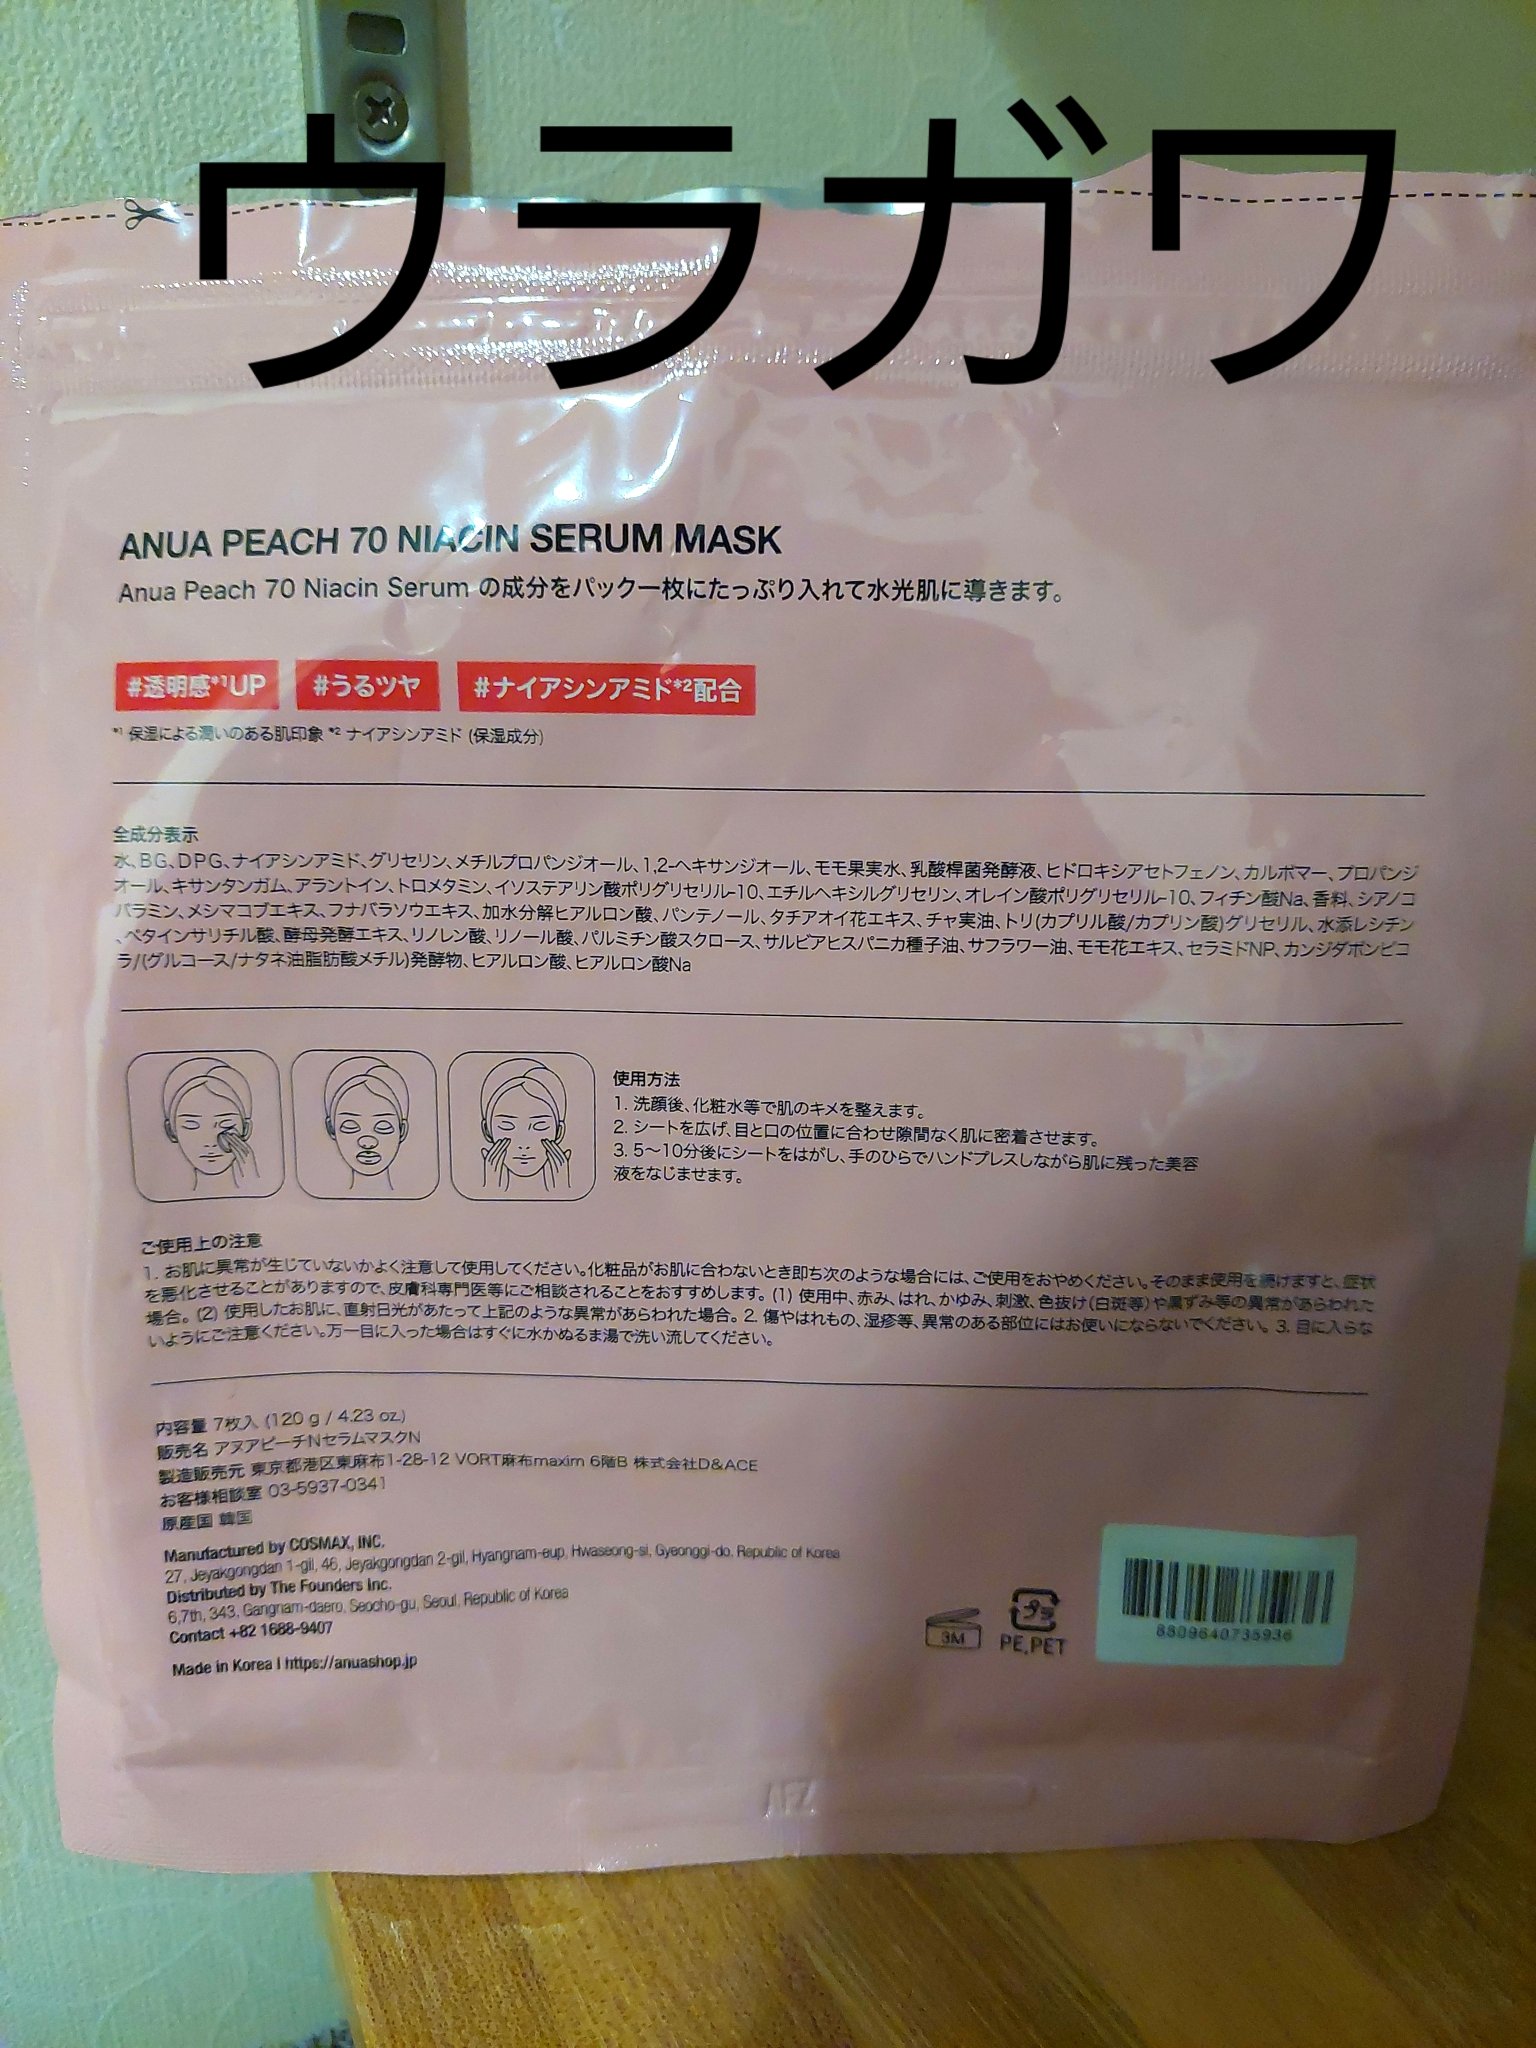 ウラガワ
ANUA PEACH 70 NIACIN SERUM MASK
Anua Peach 70 Niacin Serum の成分をパック一枚にたっぷり入れて水光肌に導きます。
#透明感*1UP #うるツヤ #ナイアシンアミド*2配合
*1 保湿による潤いのある肌印象 *2 ナイアシンアミド (保湿成分)
全成分表示
水、BG、DPG、ナイアシンアミド、グリセリン、メチルプロパンジオール、1,2-ヘキサンジオール、モモ果実水、乳酸桿菌発酵液、ヒドロキシアセトフェノン、カルボマー、プロパンジ
オール、キサンタンガム、アラントイン、トロメタミン、イソステアリン酸ポリグリセリル-10、エチルヘキシルグリセリン、オレイン酸ポリグリセリル-10、フィチン酸Na、香料、シアノコ
バラミン、メシマコブエキス、フナバラソウエキス、加水分解ヒアルロン酸、パンテノール、タチアオイ花エキス、チャ実油、トリ(カプリル酸/カプリン酸)グリセリル、水添レシチン
、ベタインサリチル酸、酵母発酵エキス、リノレン酸、リノール酸、パルミチン酸スクロース、サルビアヒスパニカ種子油、サフラワー油、モモ花エキス、セラミドNP、カンジダボンビコ
ラ/(グルコース/ナタネ油脂肪酸メチル)発酵物、ヒアルロン酸、ヒアルロン酸Na
使用方法
1. 洗顔後、化粧水等で肌のキメを整えます。
2. シートを広げ、目と口の位置に合わせ隙間なく肌に密着させます。
3. 5～10分後にシートをはがし、手のひらでハンドプレスしながら肌に残った美容
液をなじませます。
ご使用上の注意
1. お肌に異常が生じていないかよく注意して使用してください。化粧品がお肌に合わないとき即ち次のような場合には、ご使用をおやめください。そのまま使用を続けますと、症状
を悪化させることがありますので、皮膚科専門医等にご相談されることをおすすめします。(1) 使用中、赤み、はれ、かゆみ、刺激、色抜け(白斑等)や黒ずみ等の異常があらわれた
場合。(2) 使用したお肌に、直射日光があたって上記のような異常があらわれた場合。2. 傷やはれもの、湿疹等、異常のある部位にはお使いにならないでください。3. 目に入らな
いようにご注意ください。万一目に入った場合はすぐに水かぬるま湯で洗い流してください。
内容量 7枚入 (120 g / 4.23 oz.)
販売名 アヌアピーチNセラムマスクN
製造販売元 東京都港区東麻布1-28-12 VORT麻布maxim 6階B 株式会社D&ACE
お客様相談室 03-5937-0341
原産国 韓国
Manufactured by COSMAX, INC.
27, Jeyakgongdan 1-gil, 46, Jeyakgongdan 2-gil, Hyangnam-eup, Hwaseong-si, Gyeonggi-do, Republic of Korea
Distributed by The Founders Inc.
6,7th, 343, Gangnam-daero, Seocho-gu, Seoul, Republic of Korea
Contact +82 1688-9407
Made in Korea I https://anuashop.jp
3M
プラ
PE,PET
8809640735936